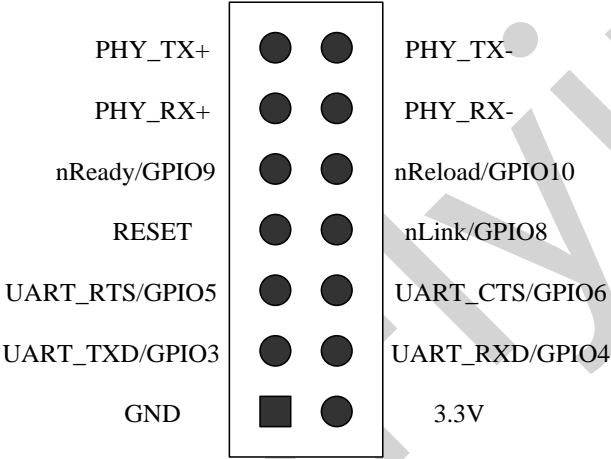 PHY_TX+ PHY_TX-
PHY_RX+ PHY_RX-
nReady/GPIO9 nReload/GPIO10
RESET nLink/GPIO8
UART_RTS/GPIO5 UART_CTS/GPIO6
UART_TXD/GPIO3 UART_RXD/GPIO4
GND 3.3V